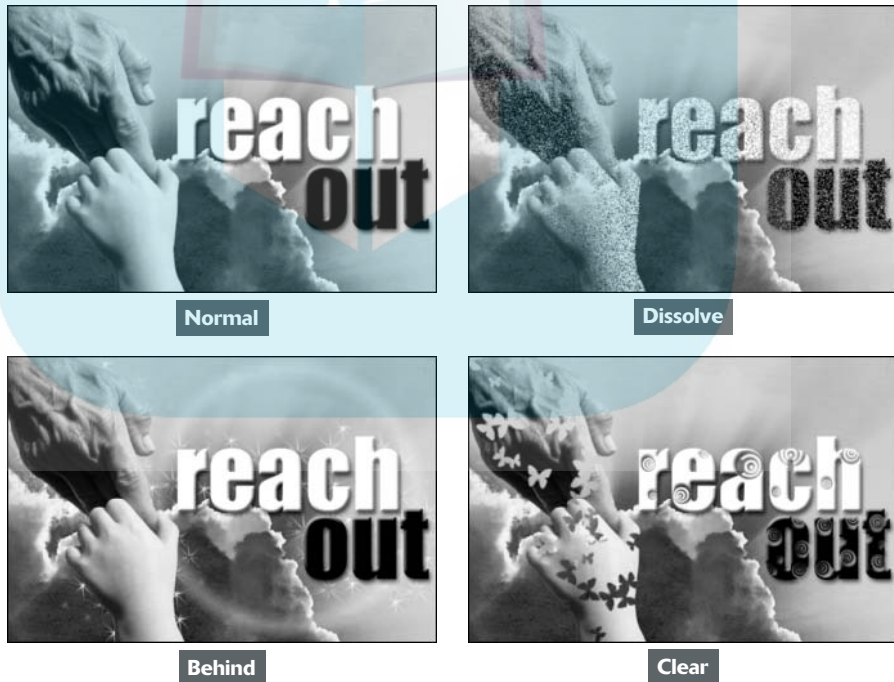 reach
out
Normal
reach
out
Dissolve
reach
out
Behind
reach
out
Clear